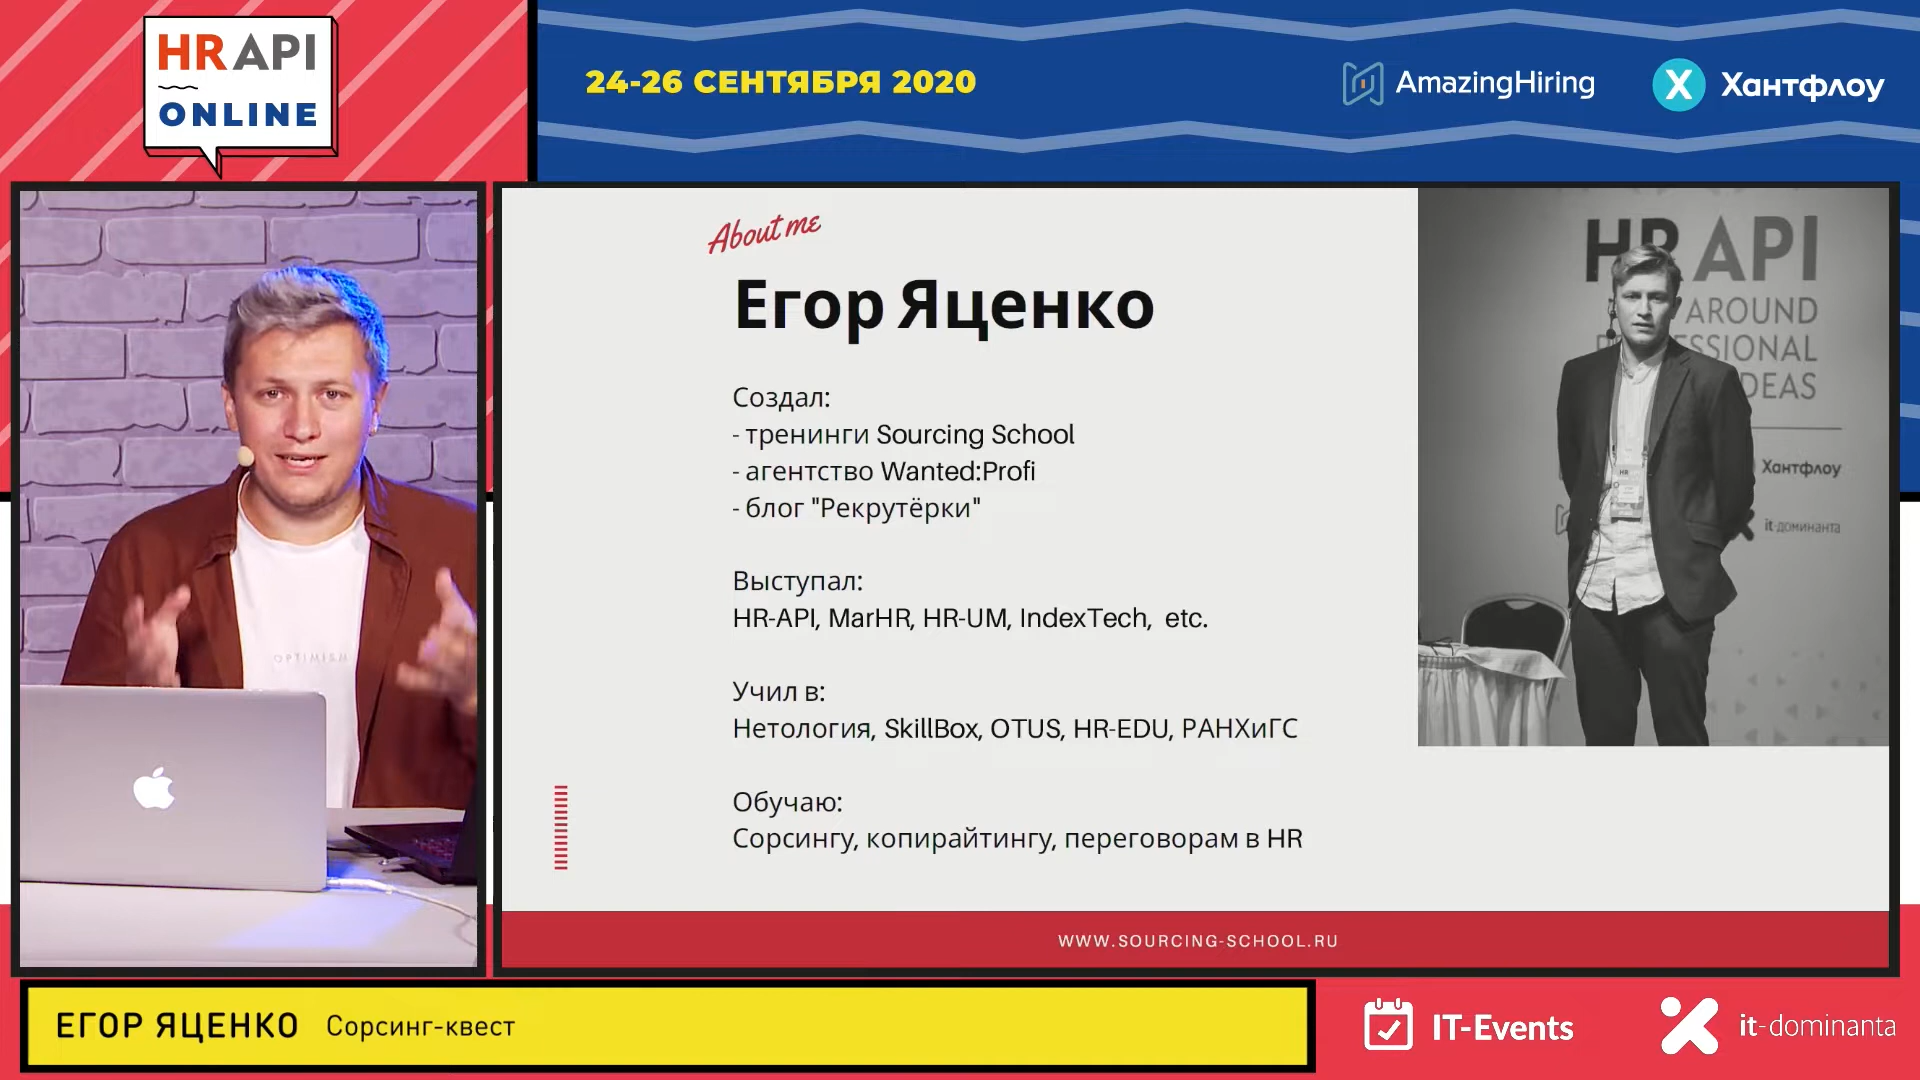 HR API
ONLINE
24-26 СЕНТЯБРЯ 2020
AmazingHiring
Хантфлоу
OPTIMISM
About me
Егор Яценко
Создал:
- тренинги Sourcing School
- агентство Wanted:Profi
- блог "Рекрутёрки"
Выступал:
HR-API, MarHR, HR-UM, IndexTech, etc.
Учил в:
Нетология, SkillBox, OTUS, HR-EDU, РАНХиГС
Обучаю:
Сорсингу, копирайтингу, переговорам в HR
HR API
AROUND
Хантфлоу
it-доминанта
WWW.SOURCING-SCHOOL.RU
ЕГОР ЯЦЕНКО Сорсинг-квест
IT-Events
it-dominanta